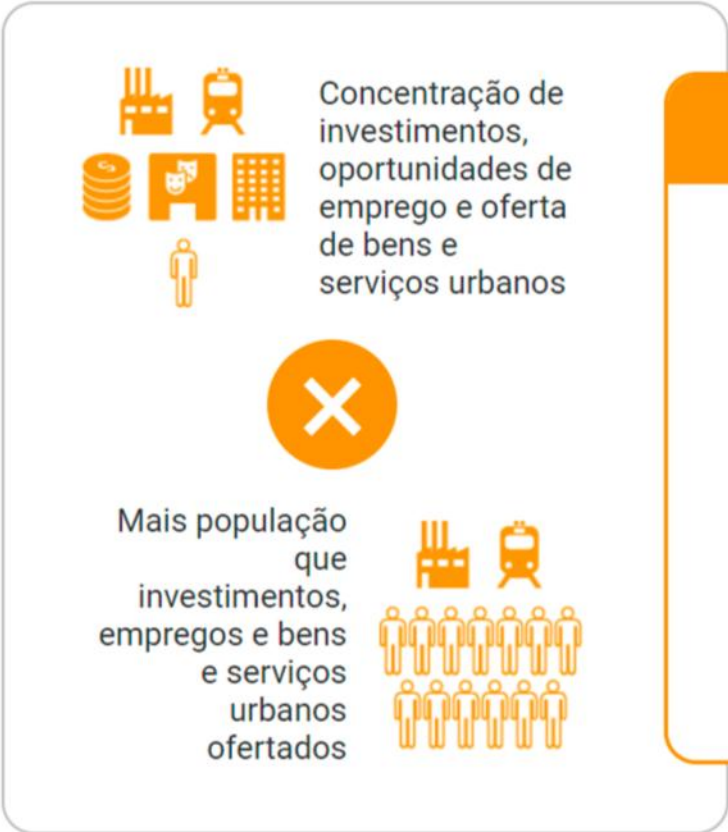 Concentração de
investimentos,
oportunidades de
emprego e oferta
de bens e
serviços urbanos
Mais população
que
investimentos,
empregos e bens
e serviços
urbanos
ofertados